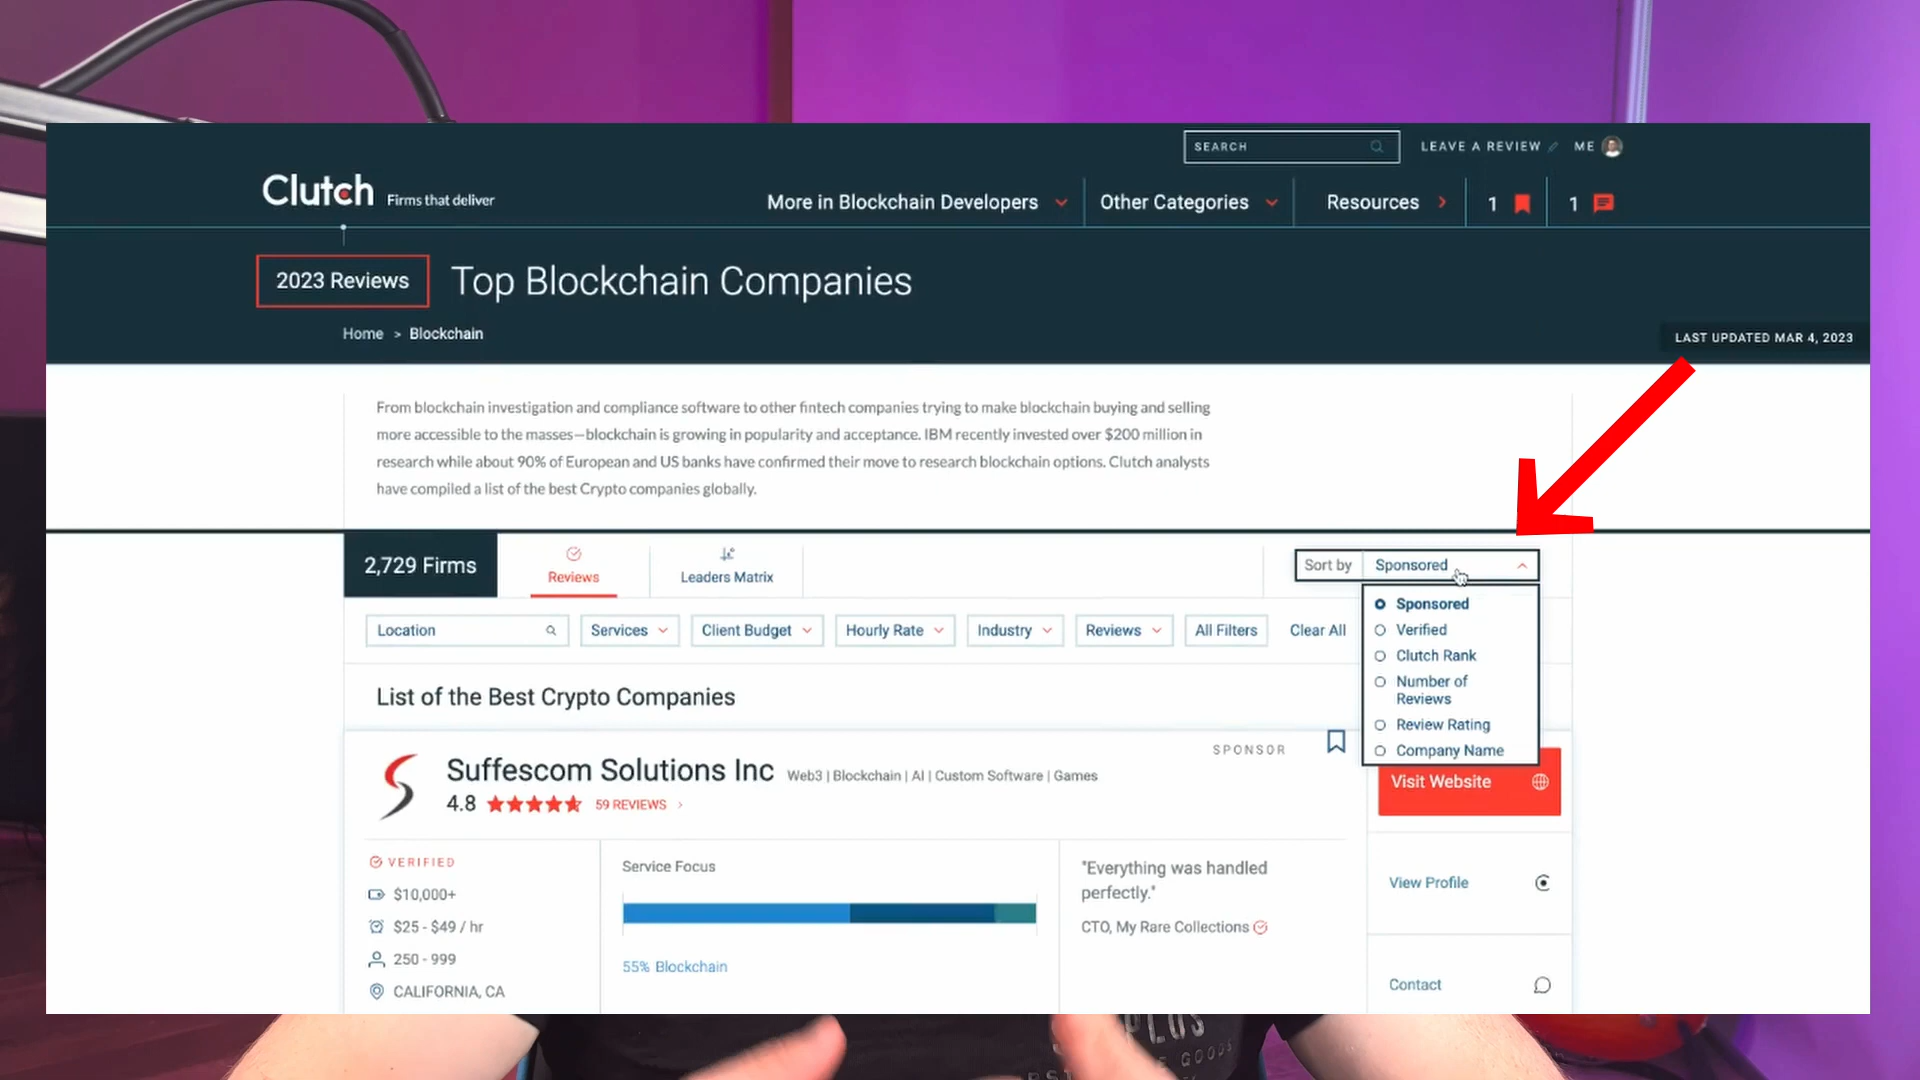 SEARCH
LEAVE A REVIEW
ME
Clutch
Firms that deliver
More in Blockchain Developers
Other Categories
Resources
1
1
2023 Reviews
Top Blockchain Companies
Home > Blockchain
LAST UPDATED MAR 4, 2023
From blockchain investigation and compliance software to other fintech companies trying to make blockchain buying and selling
more accessible to the masses—blockchain is growing in popularity and acceptance. IBM recently invested over $200 million in
research while about 90% of European and US banks have confirmed their move to research blockchain options. Clutch analysts
have compiled a list of the best Crypto companies globally.
2,729 Firms
Reviews
Leaders Matrix
Sort by
Sponsored
Sponsored
Verified
Clutch Rank
Number of
Reviews
Review Rating
Company Name
Location
Services
Client Budget
Hourly Rate
Industry
Reviews
All Filters
Clear All
List of the Best Crypto Companies
SPONSOR
Suffescom Solutions Inc
Web3 | Blockchain | AI | Custom Software | Games
4.8
59 REVIEWS
Visit Website
VERIFIED
$10,000+
$25 - $49 / hr
250 - 999
CALIFORNIA, CA
Service Focus
55% Blockchain
"Everything was handled
perfectly."
CTO, My Rare Collections
View Profile
Contact
PLUS
GOODS